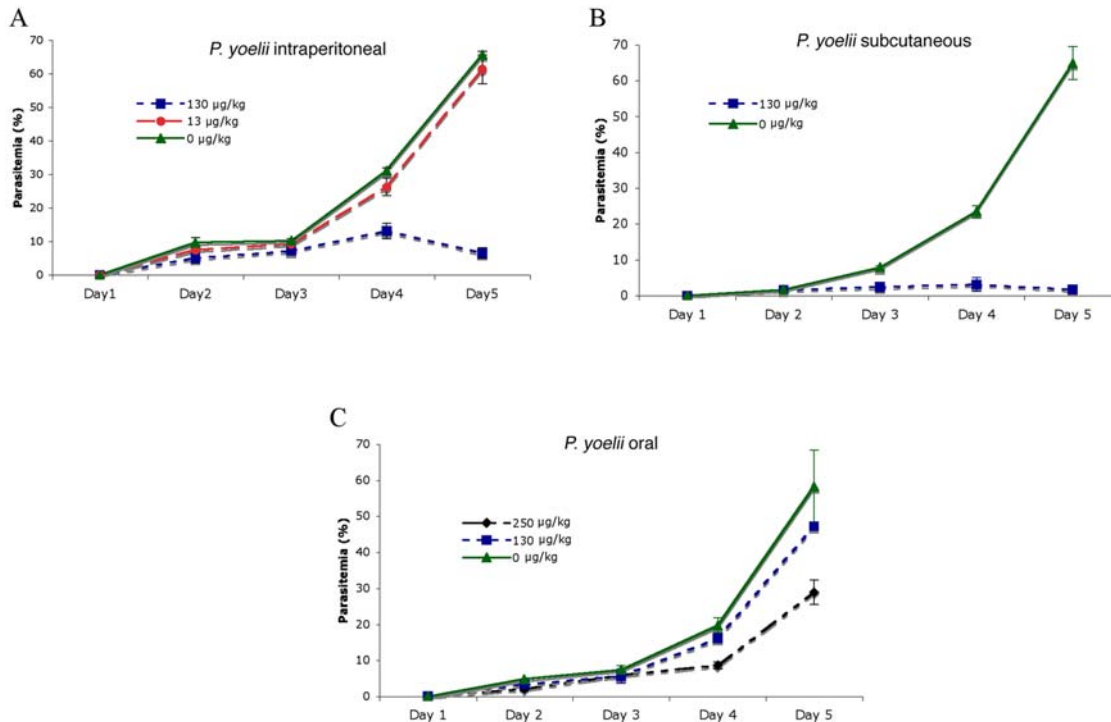 A
P. yoelii intraperitoneal
Parasitemia (%)
70
60
50
40
30
20
10
0
130 µg/kg
13 µg/kg
0 µg/kg
Day1 Day2 Day3 Day4 Day5
B
P. yoelii subcutaneous
Parasitemia (%)
70
60
50
40
30
20
10
0
130 µg/kg
0 µg/kg
Day 1 Day 2 Day 3 Day 4 Day 5
C
P. yoelii oral
Parasitemia (%)
70
60
50
40
30
20
10
0
250 µg/kg
130 µg/kg
0 µg/kg
Day 1 Day 2 Day 3 Day 4 Day 5